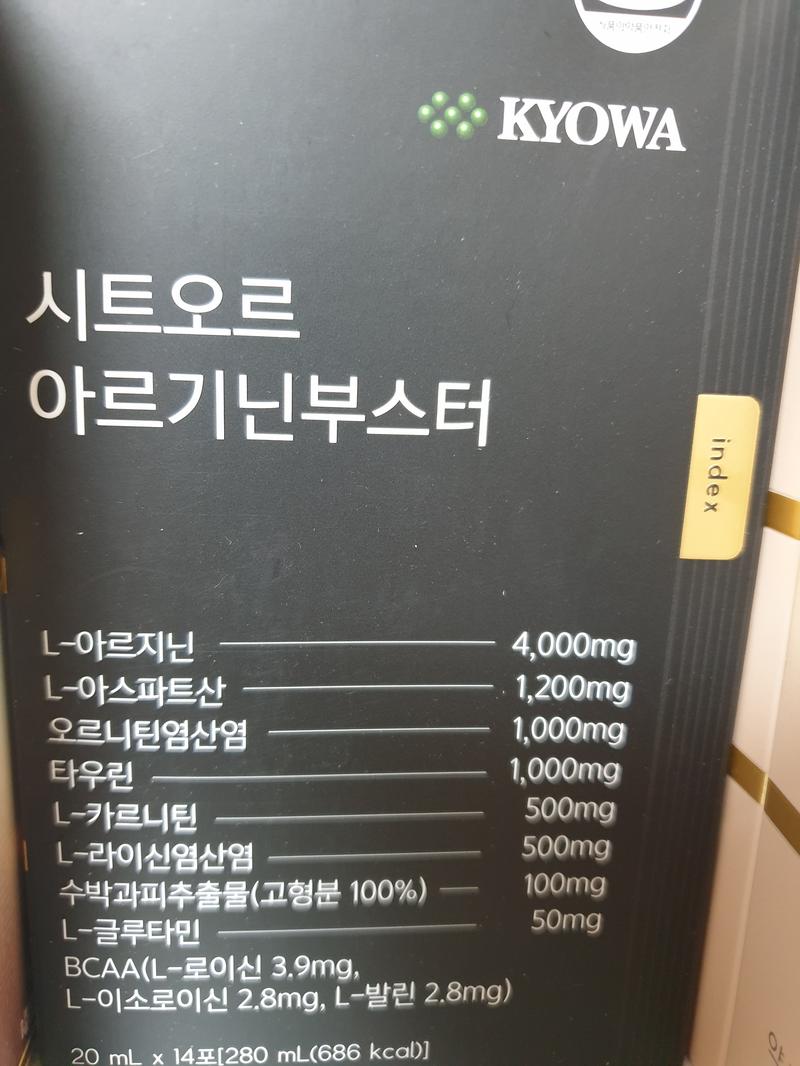 KYOWA
시트오르
아르기닌부스터
index
L-아르지닌 4,000mg
L-아스파트산 1,200mg
오르니틴염산염 1,000mg
타우린 1,000mg
L-카르니틴 500mg
L-라이신염산염 500mg
수박과피추출물(고형분 100%) 100mg
L-글루타민 50mg
BCAA(L-로이신 3.9mg,
L-이소로이신 2.8mg, L-발린 2.8mg)
20 mL x 14포[280 mL(686 kcal)]